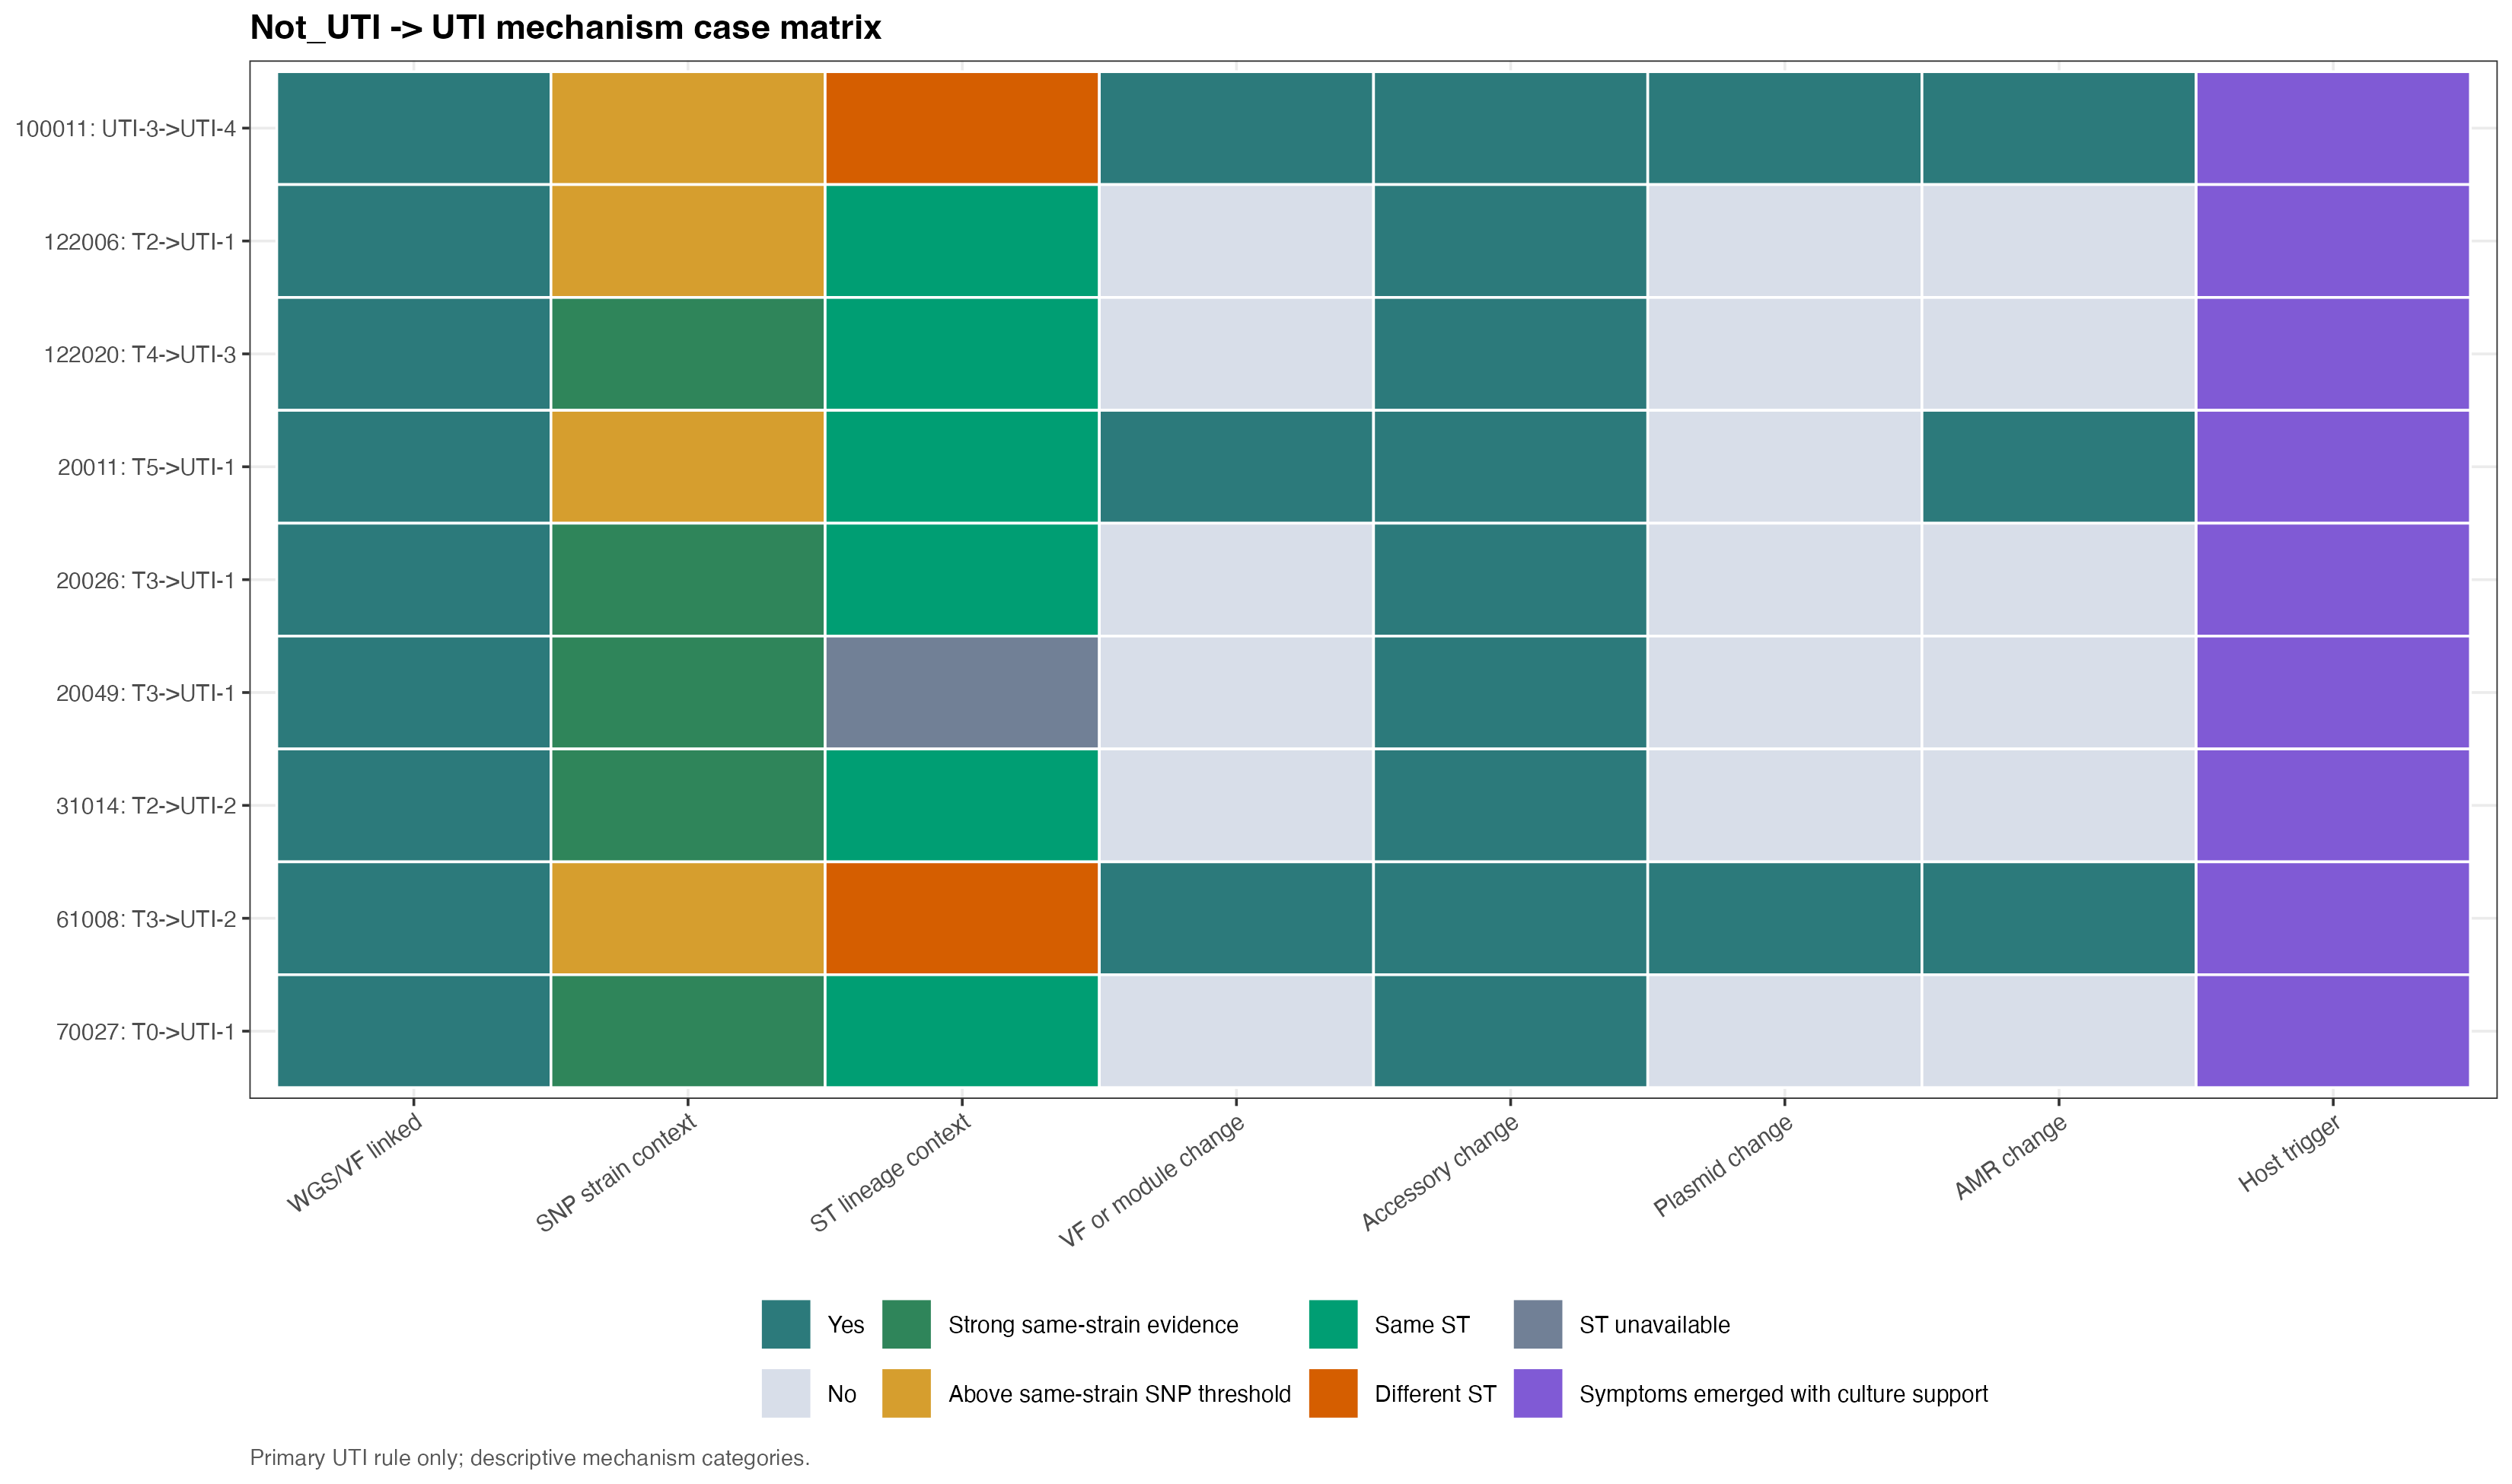 Not_UTI -> UTI mechanism case matrix
100011: UTI-3->UTI-4
122006: T2->UTI-1
122020: T4->UTI-3
20011: T5->UTI-1
20026: T3->UTI-1
20049: T3->UTI-1
31014: T2->UTI-2
61008: T3->UTI-2
70027: T0->UTI-1
WGS/VF linked
SNP strain context
ST lineage context
VF or module change
Accessory change
Plasmid change
AMR change
Host trigger
Yes
Strong same-strain evidence
Same ST
ST unavailable
No
Above same-strain SNP threshold
Different ST
Symptoms emerged with culture support
Primary UTI rule only; descriptive mechanism categories.